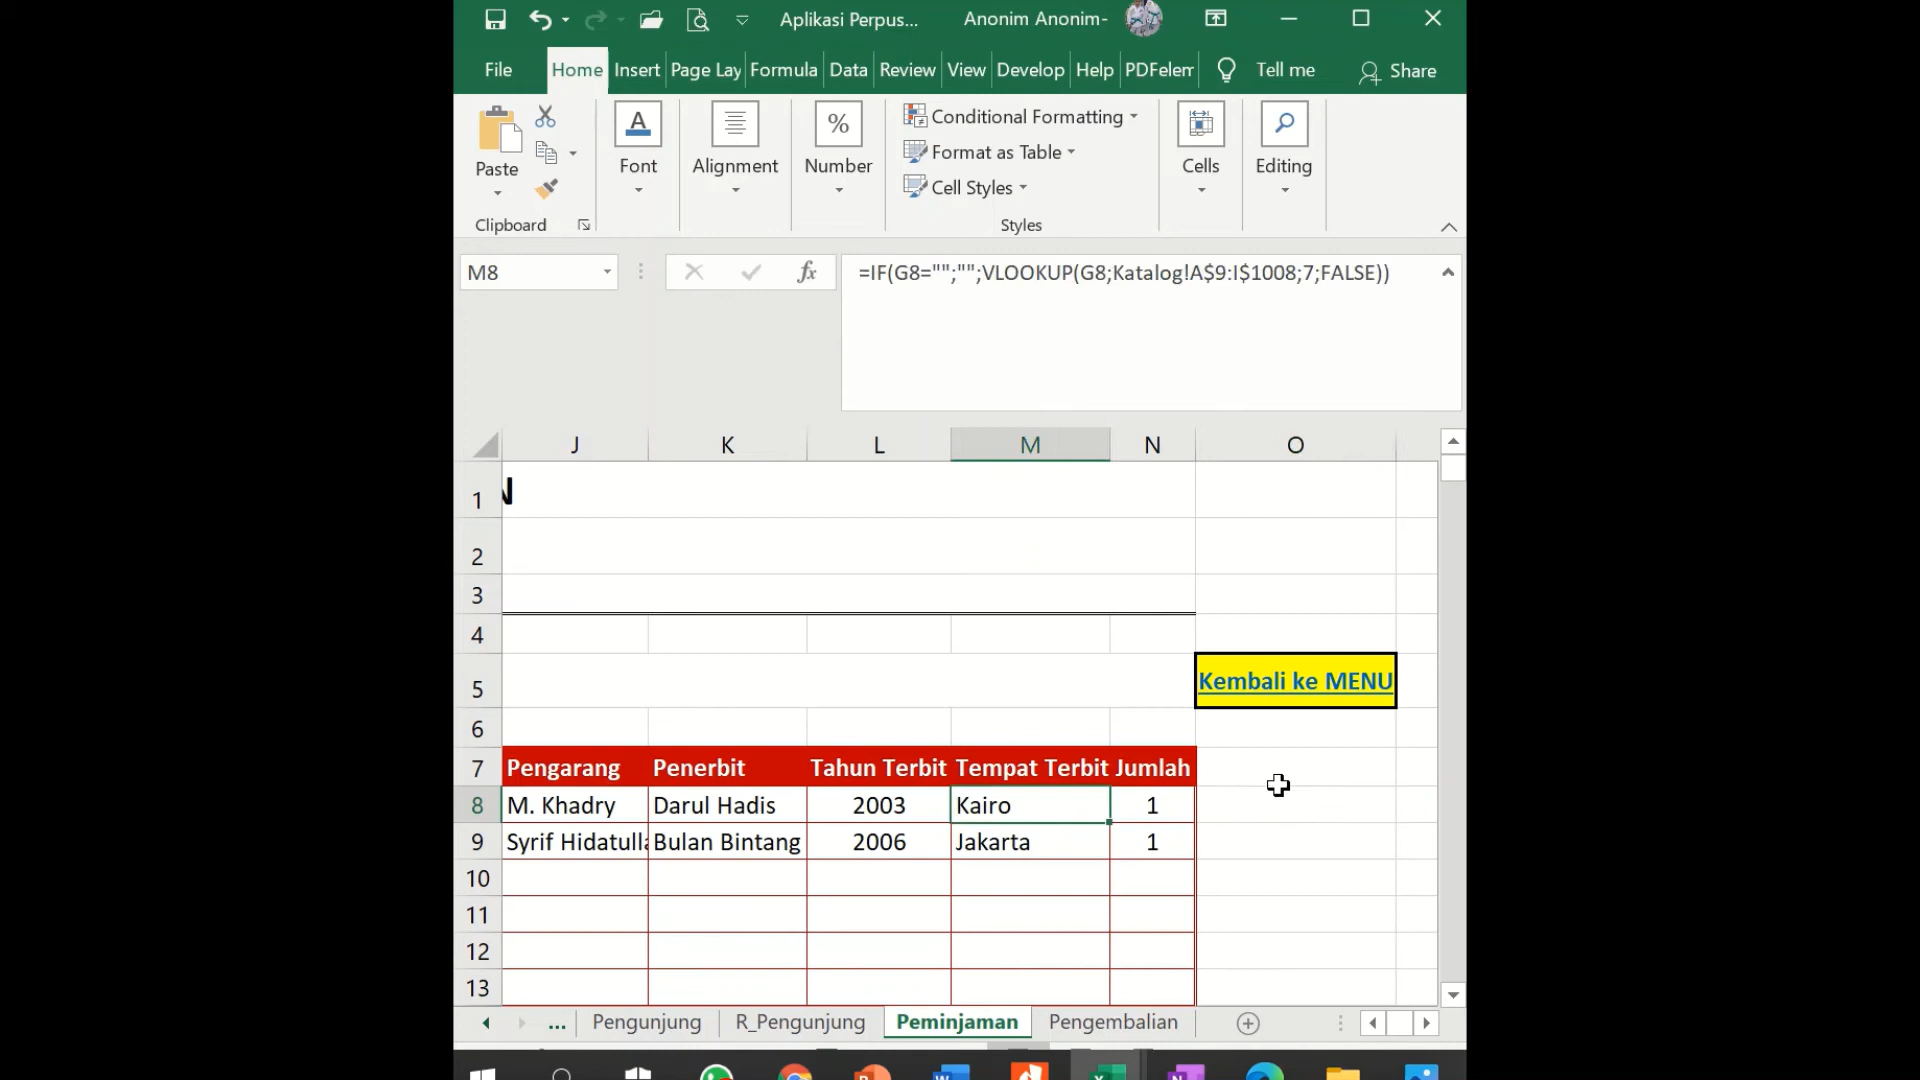 Aplikasi Perpus... Anonim Anonim-
File Home Insert Page Lay Formula Data Review View Develop Help PDFelem Tell me Share
Paste
Font
Alignment
%
Number
Conditional Formatting
Format as Table
Cell Styles
Cells
Editing
Clipboard
Styles
M8 fx =IF(G8="";"";VLOOKUP(G8;Katalog!A$9:I$1008;7;FALSE))
J K L M N O
1 N
2
3
4
5 Kembali ke MENU
6
7 Pengarang Penerbit Tahun Terbit Tempat Terbit Jumlah
8 M. Khadry Darul Hadis 2003 Kairo 1
9 Syrif Hidatulla Bulan Bintang 2006 Jakarta 1
10
11
12
13
... Pengunjung R_Pengunjung Peminjaman Pengembalian